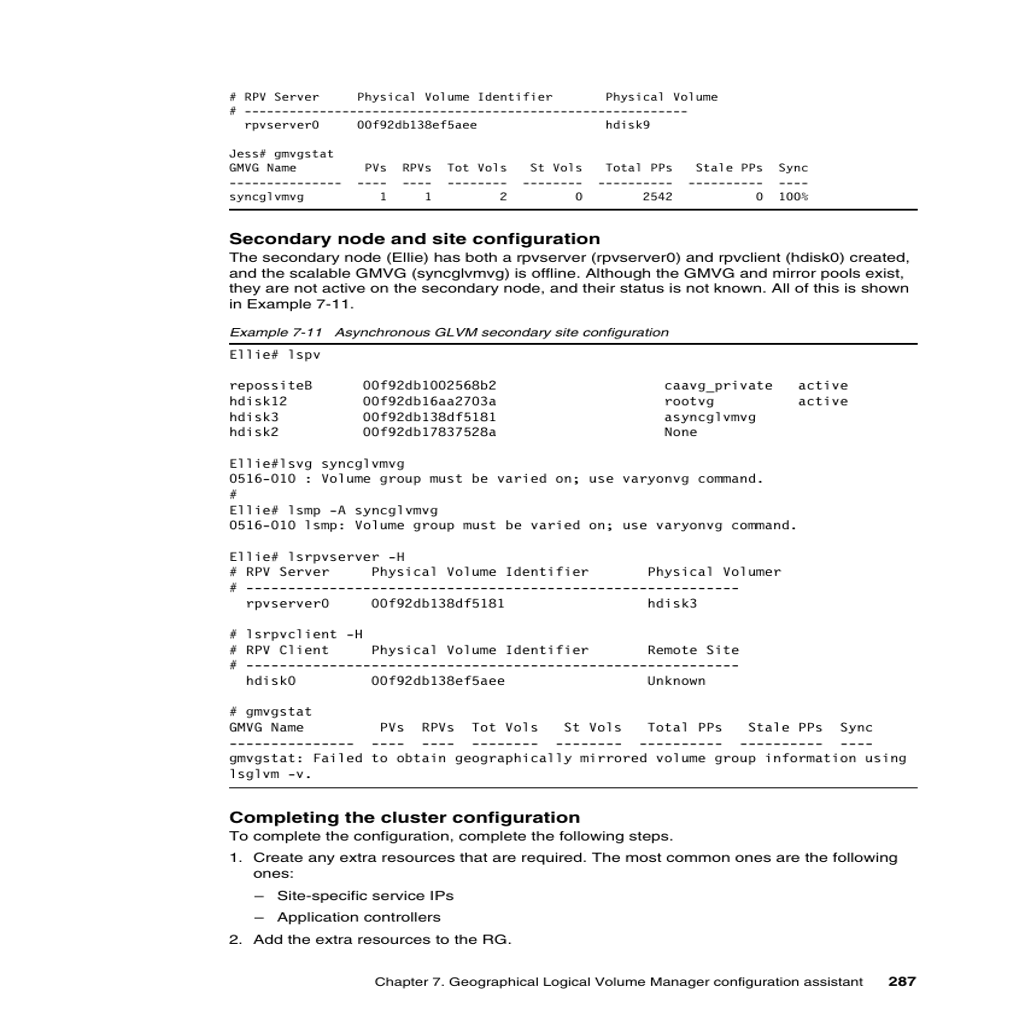 # RPV Server     Physical Volume Identifier       Physical Volume
# -----------------------------------------------------------
  rpvserver0     00f92db138ef5aee                 hdisk9
Jess# gmvgstat
GMVG Name         PVs  RPVs  Tot Vols   St Vols   Total PPs   Stale PPs  Sync
---------------  ----  ----  --------  --------  ----------  ----------  ----
syncglvmvg          1     1         2         0        2542           0  100%
Secondary node and site configuration
The secondary node (Ellie) has both a rpvserver (rpvserver0) and rpvclient (hdisk0) created,
and the scalable GMVG (syncglvmvg) is offline. Although the GMVG and mirror pools exist,
they are not active on the secondary node, and their status is not known. All of this is shown
in Example 7-11.
Example 7-11   Asynchronous GLVM secondary site configuration
Ellie# lspv
repossiteB      00f92db1002568b2                    caavg_private   active
hdisk12         00f92db16aa2703a                    rootvg          active
hdisk3          00f92db138df5181                    asyncglvmvg
hdisk2          00f92db17837528a                    None
Ellie#lsvg syncglvmvg
0516-010 : Volume group must be varied on; use varyonvg command.
#
Ellie# lsmp -A syncglvmvg
0516-010 lsmp: Volume group must be varied on; use varyonvg command.
Ellie# lsrpvserver -H
# RPV Server     Physical Volume Identifier       Physical Volumer
# -----------------------------------------------------------
  rpvserver0     00f92db138df5181                 hdisk3
# lsrpvclient -H
# RPV Client     Physical Volume Identifier       Remote Site
# -----------------------------------------------------------
  hdisk0         00f92db138ef5aee                 Unknown
# gmvgstat
GMVG Name         PVs  RPVs  Tot Vols   St Vols   Total PPs   Stale PPs  Sync
---------------  ----  ----  --------  --------  ----------  ----------  ----
gmvgstat: Failed to obtain geographically mirrored volume group information using
lsglvm -v.
Completing the cluster configuration
To complete the configuration, complete the following steps.
1. Create any extra resources that are required. The most common ones are the following
ones:
– Site-specific service IPs
– Application controllers
2. Add the extra resources to the RG.
Chapter 7. Geographical Logical Volume Manager configuration assistant   287